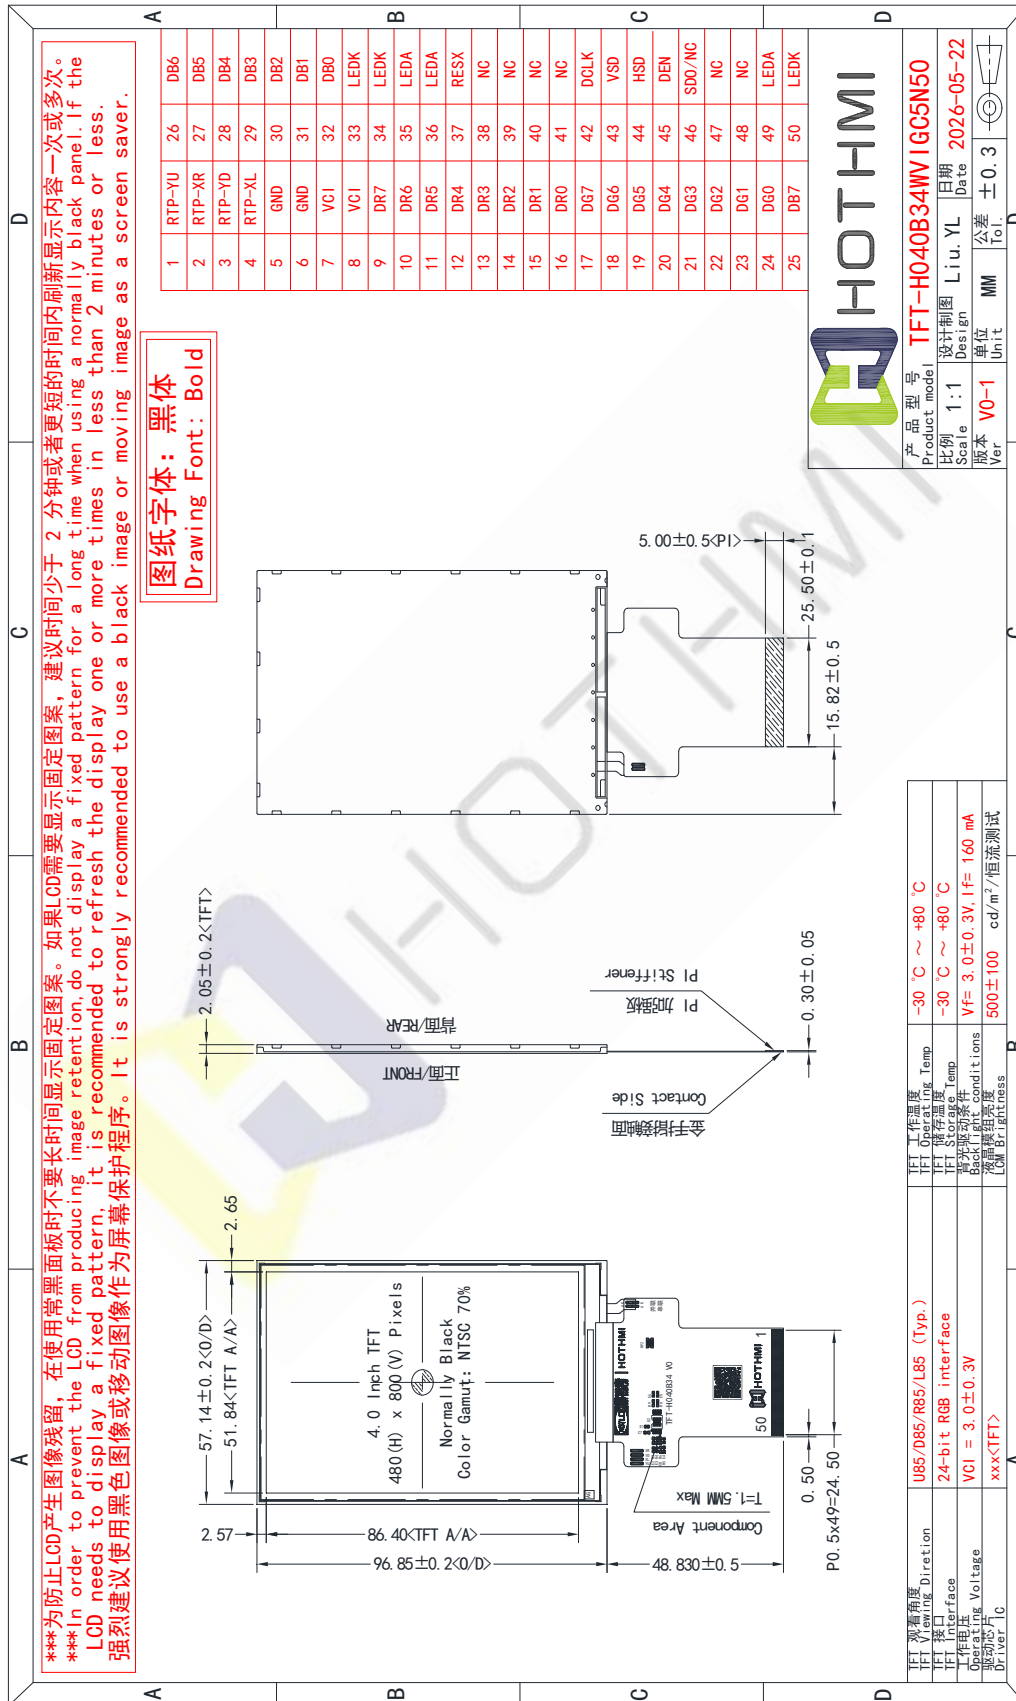 ***为防止LCD产生图像残留，在使用常黑面板时不要长时间显示固定图案。如果LCD需要显示固定图案，建议时间少于 2 分钟或者更短的时间内刷新显示内容一次或多次。
***In order to prevent the LCD from producing image retention,do not display a fixed pattern for a long time when using a normally black panel.If the
LCD needs to display a fixed pattern, it is recommended to refresh the display one or more times in less than 2 minutes or less.
强烈建议使用黑色图像或移动图像作为屏幕保护程序。It is strongly recommended to use a black image or moving image as a screen saver.
图纸字体：黑体
Drawing Font: Bold
1 RTP-YU 26 DB6
2 RTP-XR 27 DB5
3 RTP-YD 28 DB4
4 RTP-XL 29 DB3
5 GND 30 DB2
6 GND 31 DB1
7 VCI 32 DB0
8 VCI 33 LEDK
9 DR7 34 LEDK
10 DR6 35 LEDA
11 DR5 36 LEDA
12 DR4 37 RESX
13 DR3 38 NC
14 DR2 39 NC
15 DR1 40 NC
16 DR0 41 NC
17 DG7 42 DCLK
18 DG6 43 VSD
19 DG5 44 HSD
20 DG4 45 DEN
21 DG3 46 SDO/NC
22 DG2 47 NC
23 DG1 48 NC
24 DG0 49 LEDA
25 DB7 50 LEDK
57.14±0.2<O/D>
51.84<TFT A/A>
2.65
2.57
86.40<TFT A/A>
96.85±0.2<O/D>
48.830±0.5
4.0 Inch TFT
480(H) x 800(V) Pixels
Normally Black
Color Gamut: NTSC 70%
HOTHMI
TFT-H040B34 V0
50 HOTHMI 1
Component Area
T=1.5MM Max
0.50
P0.5x49=24.50
2.05±0.2<TFT>
正面/FRONT
背面/REAR
金手指接触面
Contact Side
PI 加强板
PI Stiffener
0.30±0.05
5.00±0.5<PI>
15.82±0.5
25.50±0.1
HOTHMI
TFT 观看角度
TFT Viewing Diretion
U85/D85/R85/L85 (Typ.)
TFT 接口
TFT Interface
24-bit RGB interface
工作电压
Operating Voltage
VCI = 3.0±0.3V
驱动芯片
Driver IC
xxx<TFT>
TFT 工作温度
TFT Operating Temp
-30 ℃ ~ +80 ℃
TFT 储存温度
TFT Storage Temp
-30 ℃ ~ +80 ℃
背光驱动条件
Backlight conditions
Vf= 3.0±0.3V,If= 160 mA
液晶模组亮度
LCM Brightness
500±100 cd/m²/恒流测试
HOTHMI
产 品 型 号
Product model
TFT-H040B34WVIGC5N50
比例
Scale
1:1
设计制图
Design
Liu.YL
日期
Date
2026-05-22
版本
Ver
V0-1
单位
Unit
MM
公差
Tol.
±0.3
A
B
C
D
A
B
C
D
A
B
C
D
A
B
C
D